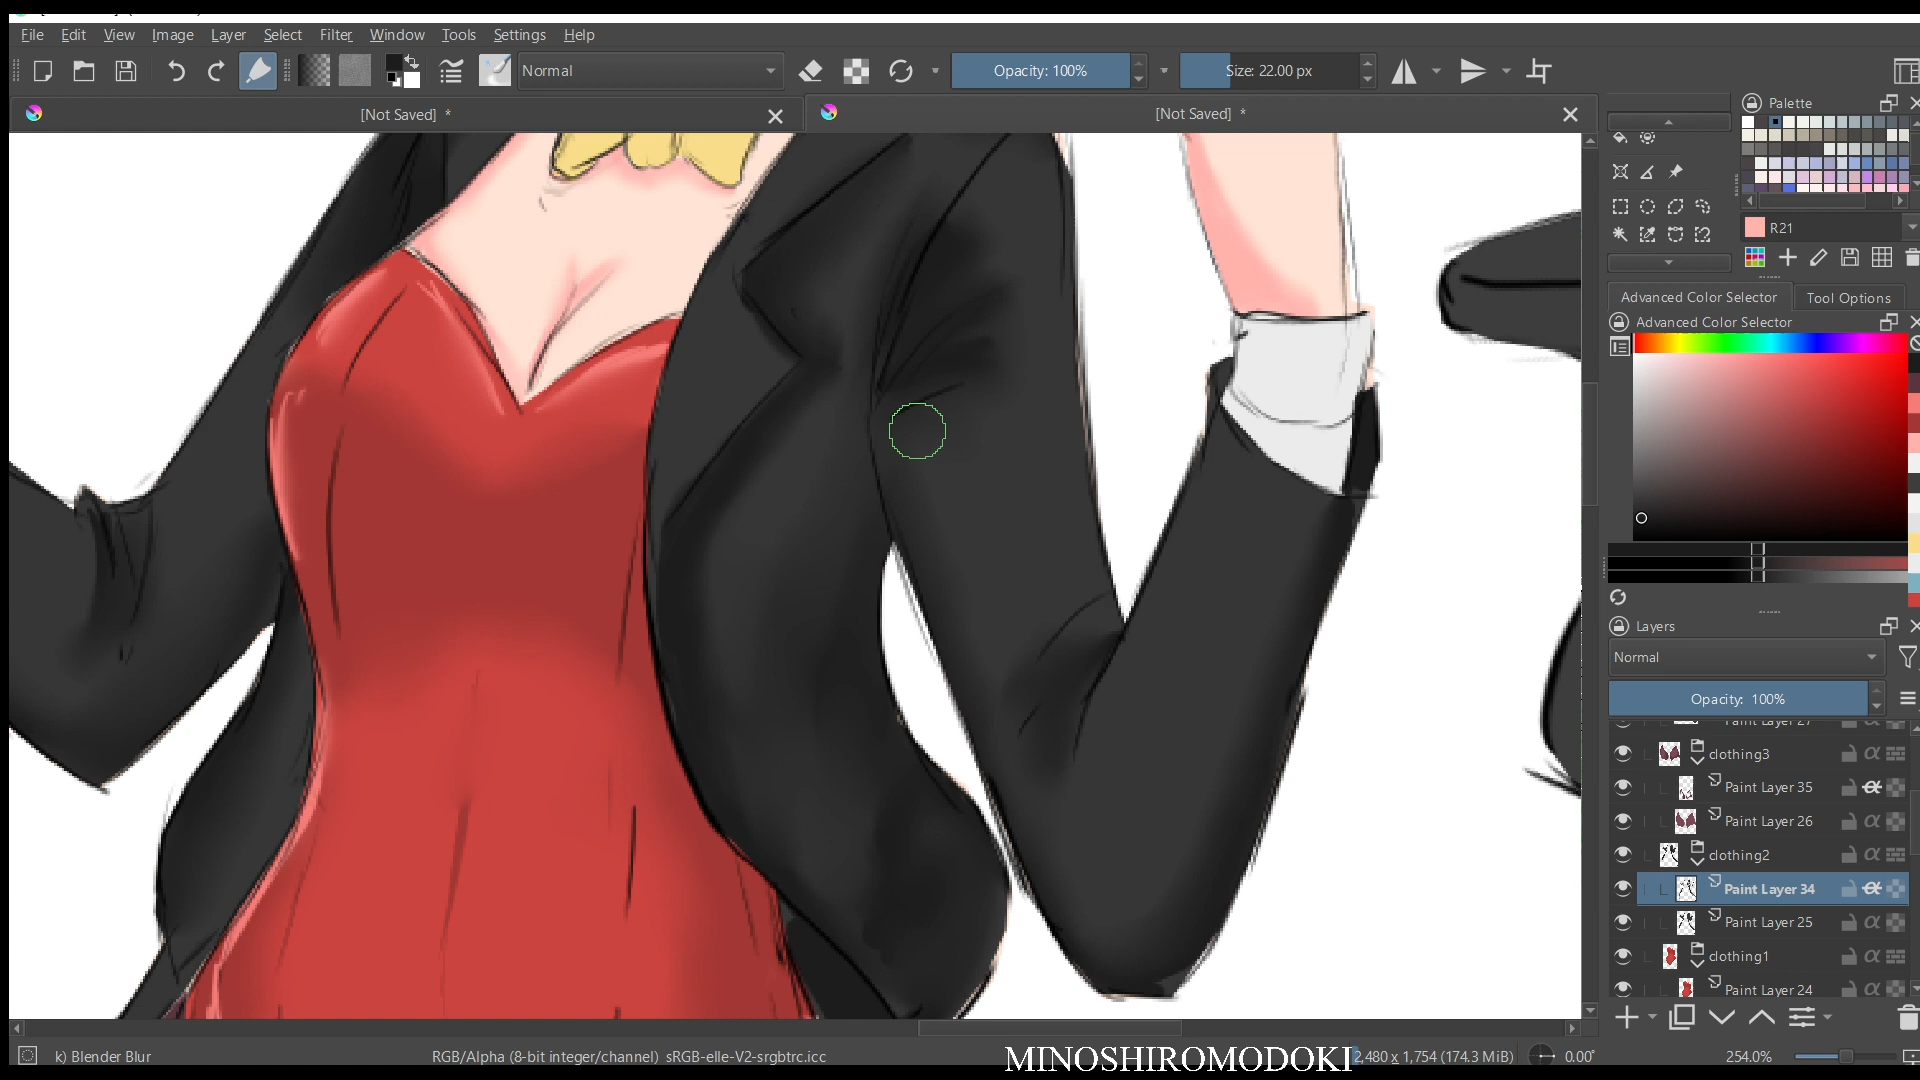 File Edit View Image Layer Select Filter Window Tools Settings Help
Normal Opacity: 100% Size: 22.00 px
[Not Saved] * [Not Saved] *
Palette
R21
Advanced Color Selector Tool Options
Advanced Color Selector
Layers
Normal
Opacity: 100%
Paint Layer 27
clothing3
Paint Layer 35
Paint Layer 26
clothing2
Paint Layer 34
Paint Layer 25
clothing1
Paint Layer 24
k) Blender Blur RGB/Alpha (8-bit integer/channel) sRGB-elle-V2-srgbtrc.icc MINOSHIROMODOKI 2,480 x 1,754 (174.3 MiB) 0.00° 254.0%